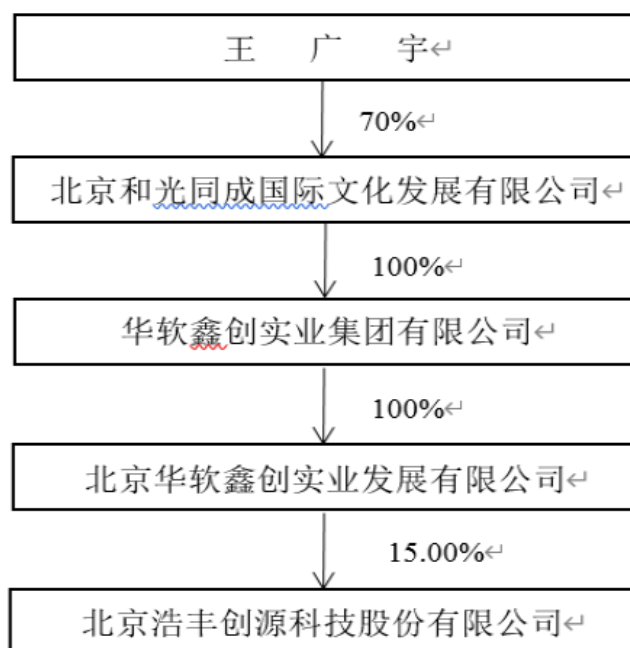 王 广 宇
70%
北京和光同成国际文化发展有限公司
100%
华软鑫创实业集团有限公司
100%
北京华软鑫创实业发展有限公司
15.00%
北京浩丰创源科技股份有限公司